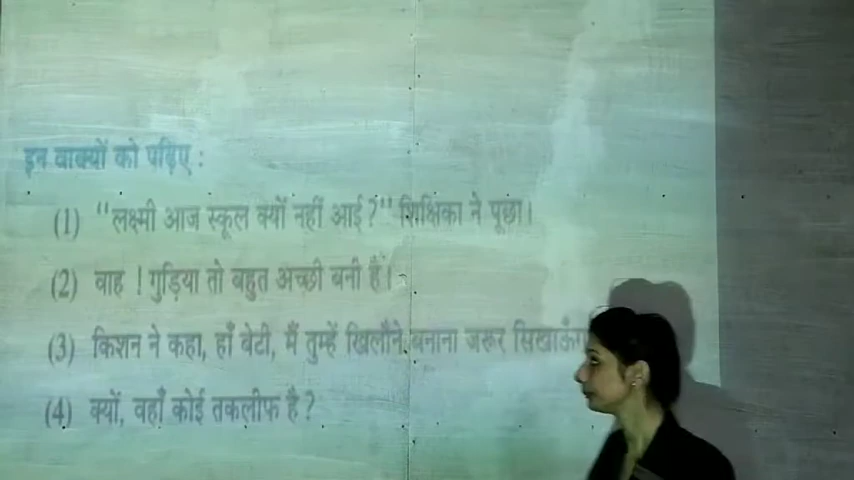 इन वाक्यों को पढ़िए :
(1) "लक्ष्मी आज स्कूल क्यों नहीं आई?" शिक्षिका ने पूछा।
(2) वाह ! गुड़िया तो बहुत अच्छी बनी है।
(3) किशन ने कहा, हाँ बेटी, मैं तुम्हें खिलौने बनाना जरूर
(4) क्यों, वहाँ कोई तकलीफ है?